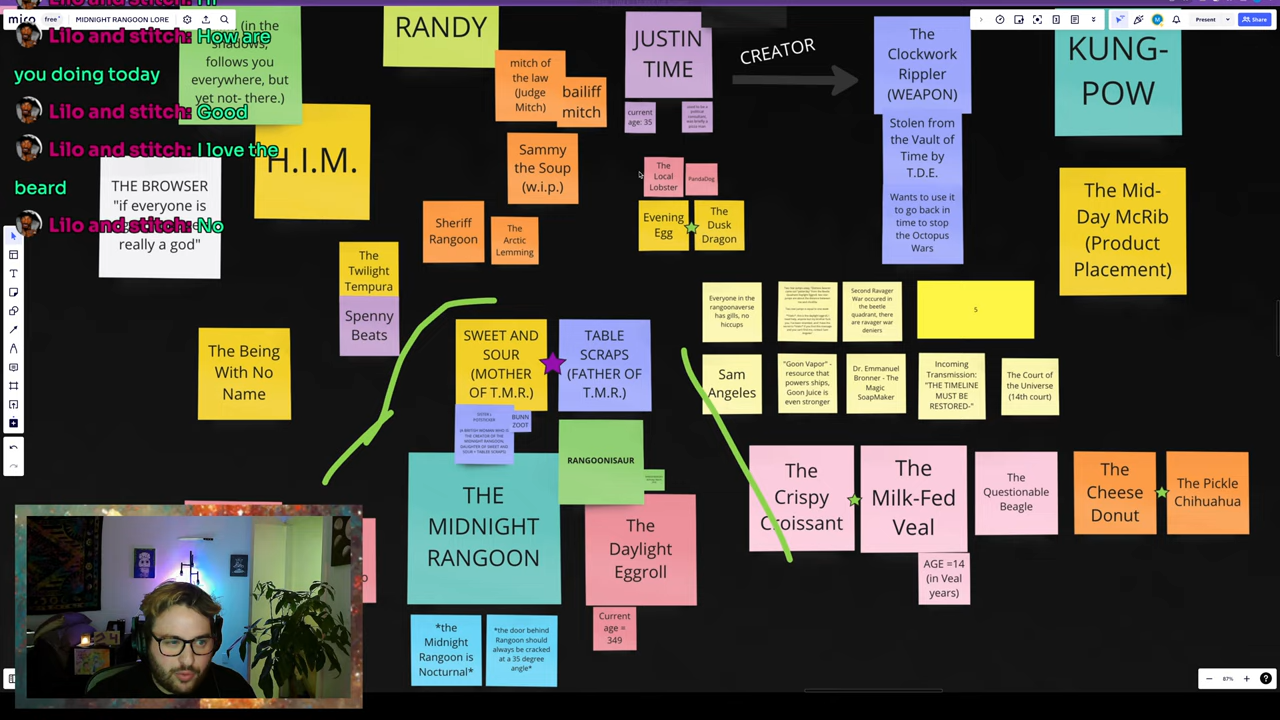 miro
free
MIDNIGHT RANGOON LORE
Present
Share
Lilo and stitch: Hi
Lilo and stitch: How are
you doing today
Lilo and stitch: Good
Lilo and stitch: I love the
beard
Lilo and stitch: No
(in the
shadows,
follows you
everywhere, but
yet not- there.)
H.I.M.
THE BROWSER
"if everyone is
really a god"
RANDY
mitch of
the law
(Judge
Mitch)
bailiff
mitch
Sammy
the Soup
(w.i.p.)
Sheriff
Rangoon
The
Arctic
Lemming
The
Twilight
Tempura
Spenny
Beats
The Being
With No
Name
JUSTIN
TIME
current
age: 35
CREATOR
The
Clockwork
Rippler
(WEAPON)
Stolen from
the Vault of
Time by
T.D.E.
Wants to use it
to go back in
time to stop
the Octopus
Wars
KUNG-
POW
The Mid-
Day McRib
(Product
Placement)
The
Local
Lobster
PandaDog
Evening
Egg
The
Dusk
Dragon
SWEET AND
SOUR
(MOTHER
OF T.M.R.)
TABLE
SCRAPS
(FATHER OF
T.M.R.)
BUNN
ZOOT
RANGOONISAUR
THE
MIDNIGHT
RANGOON
The
Daylight
Eggroll
Current
age =
349
*the
Midnight
Rangoon is
Nocturnal*
*the door behind
Rangoon should
always be cracked
at a 35 degree
angle*
Everyone in the
rangoonaverse
has gills, no
hiccups
Second Ravager
War occured in
the beetle
quadrant, there
are ravager war
deniers
5
Sam
Angeles
"Goon Vapor" -
resource that
powers ships,
Goon Juice is
even stronger
Dr. Emmanuel
Bronner - The
Magic
SoapMaker
Incoming
Transmission:
"THE TIMELINE
MUST BE
RESTORED-"
The Court of
the Universe
(14th court)
The
Crispy
Croissant
The
Milk-Fed
Veal
AGE =14
(in Veal
years)
The
Questionable
Beagle
The
Cheese
Donut
The Pickle
Chihuahua
87%